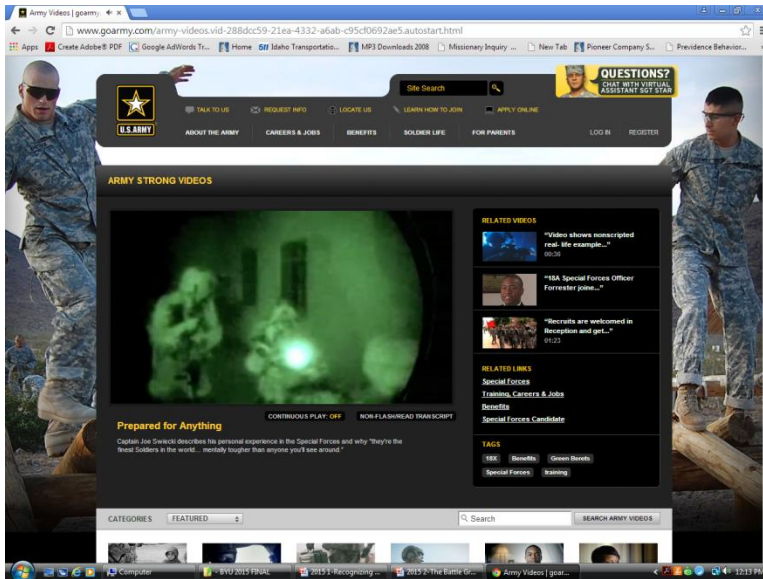 Army Videos | goarmy
www.goarmy.com/army-videos.vid-288dcc59-21ea-4332-a6ab-c95cf0692ae5.autostart.html
Apps Create Adobe® PDF Google AdWords Tr... Home 511 Idaho Transportatio... MP3 Downloads 2008 Missionary Inquiry ... New Tab Pioneer Company S... Previdence Behavior...
Site Search
QUESTIONS?
CHAT WITH VIRTUAL
ASSISTANT SGT STAR
U.S.ARMY
TALK TO US REQUEST INFO LOCATE US LEARN HOW TO JOIN APPLY ONLINE
ABOUT THE ARMY CAREERS & JOBS BENEFITS SOLDIER LIFE FOR PARENTS LOG IN REGISTER
ARMY STRONG VIDEOS
RELATED VIDEOS
"Video shows nonscripted
real- life example..."
00:36
"18A Special Forces Officer
Forrester joine..."
"Recruits are welcomed in
Reception and get..."
01:23
RELATED LINKS
Special Forces
Training, Careers & Jobs
Benefits
Special Forces Candidate
TAGS
18X Benefits Green Berets
Special Forces training
CONTINUOUS PLAY: OFF NON-FLASH/READ TRANSCRIPT
Prepared for Anything
Captain Joe Swiecki describes his personal experience in the Special Forces and why "they're the
finest Soldiers in the world... mentally tougher than anyone you'll see around."
CATEGORIES FEATURED Search SEARCH ARMY VIDEOS
Computer - BYU 2015 FINAL 2015 1-Recognizing ... 2015 2-The Battle Gr... Army Videos | goar... 12:13 PM